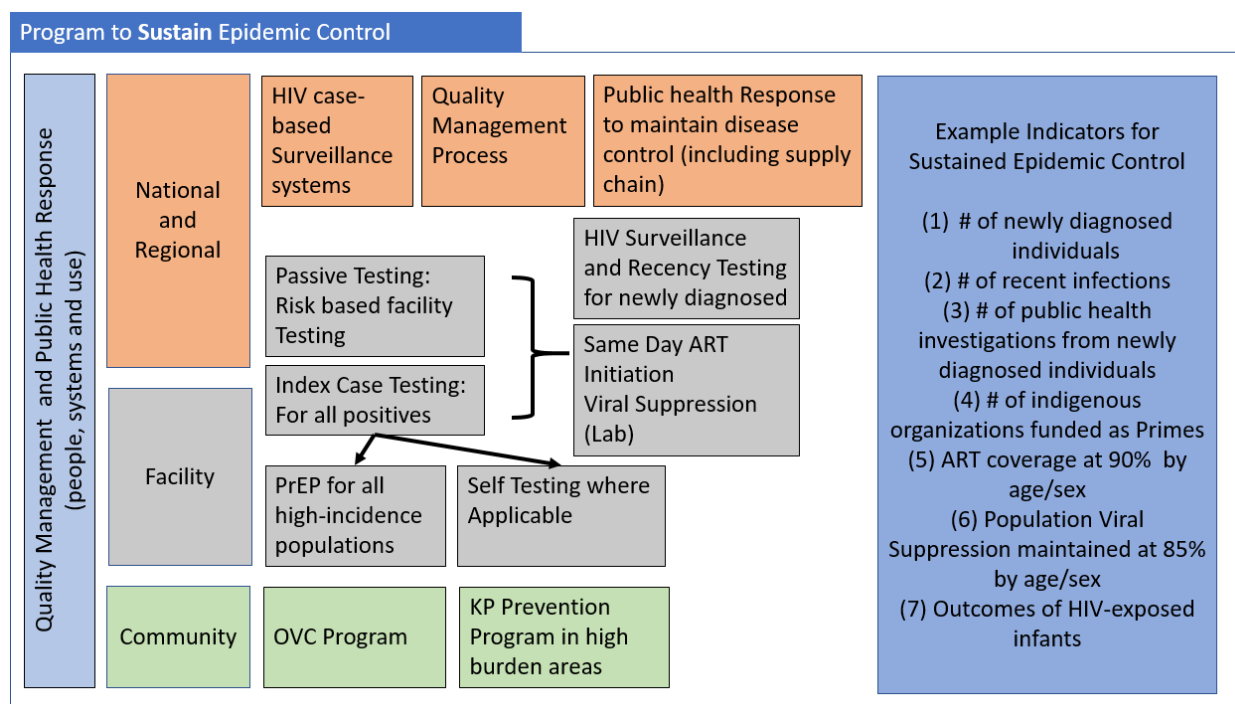 Program to Sustain Epidemic Control
Quality Management and Public Health Response
(people, systems and use)
National
and
Regional
HIV case-
based
Surveillance
systems
Quality
Management
Process
Public health Response
to maintain disease
control (including supply
chain)
Passive Testing:
Risk based facility
Testing
HIV Surveillance
and Recency Testing
for newly diagnosed
Index Case Testing:
For all positives
Same Day ART
Initiation
Viral Suppression
(Lab)
Facility
PrEP for all
high-incidence
populations
Self Testing where
Applicable
Community
OVC Program
KP Prevention
Program in high
burden areas
Example Indicators for
Sustained Epidemic Control
(1) # of newly diagnosed
individuals
(2) # of recent infections
(3) # of public health
investigations from newly
diagnosed individuals
(4) # of indigenous
organizations funded as Primes
(5) ART coverage at 90% by
age/sex
(6) Population Viral
Suppression maintained at 85%
by age/sex
(7) Outcomes of HIV-exposed
infants